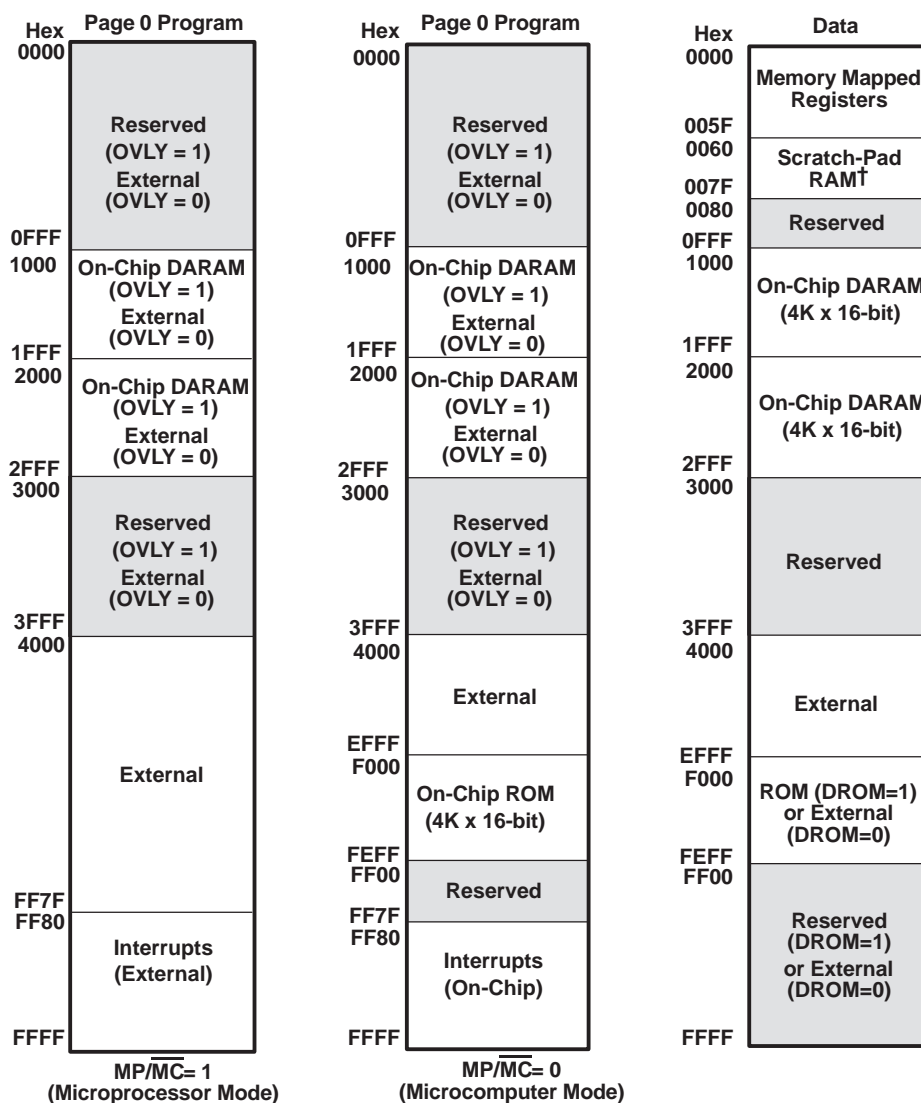 Hex
Page 0 Program
0000
Reserved
(OVLY = 1)
External
(OVLY = 0)
0FFF
1000
On-Chip DARAM
(OVLY = 1)
External
(OVLY = 0)
1FFF
2000
On-Chip DARAM
(OVLY = 1)
External
(OVLY = 0)
2FFF
3000
Reserved
(OVLY = 1)
External
(OVLY = 0)
3FFF
4000
External
FF7F
FF80
Interrupts
(External)
FFFF
MP/MC= 1
(Microprocessor Mode)
Hex
Page 0 Program
0000
Reserved
(OVLY = 1)
External
(OVLY = 0)
0FFF
1000
On-Chip DARAM
(OVLY = 1)
External
(OVLY = 0)
1FFF
2000
On-Chip DARAM
(OVLY = 1)
External
(OVLY = 0)
2FFF
3000
Reserved
(OVLY = 1)
External
(OVLY = 0)
3FFF
4000
External
EFFF
F000
On-Chip ROM
(4K x 16-bit)
FEFF
FF00
Reserved
FF7F
FF80
Interrupts
(On-Chip)
FFFF
MP/MC= 0
(Microcomputer Mode)
Hex
Data
0000
Memory Mapped
Registers
005F
0060
Scratch-Pad
RAM†
007F
0080
Reserved
0FFF
1000
On-Chip DARAM
(4K x 16-bit)
1FFF
2000
On-Chip DARAM
(4K x 16-bit)
2FFF
3000
Reserved
3FFF
4000
External
EFFF
F000
ROM (DROM=1)
or External
(DROM=0)
FEFF
FF00
Reserved
(DROM=1)
or External
(DROM=0)
FFFF